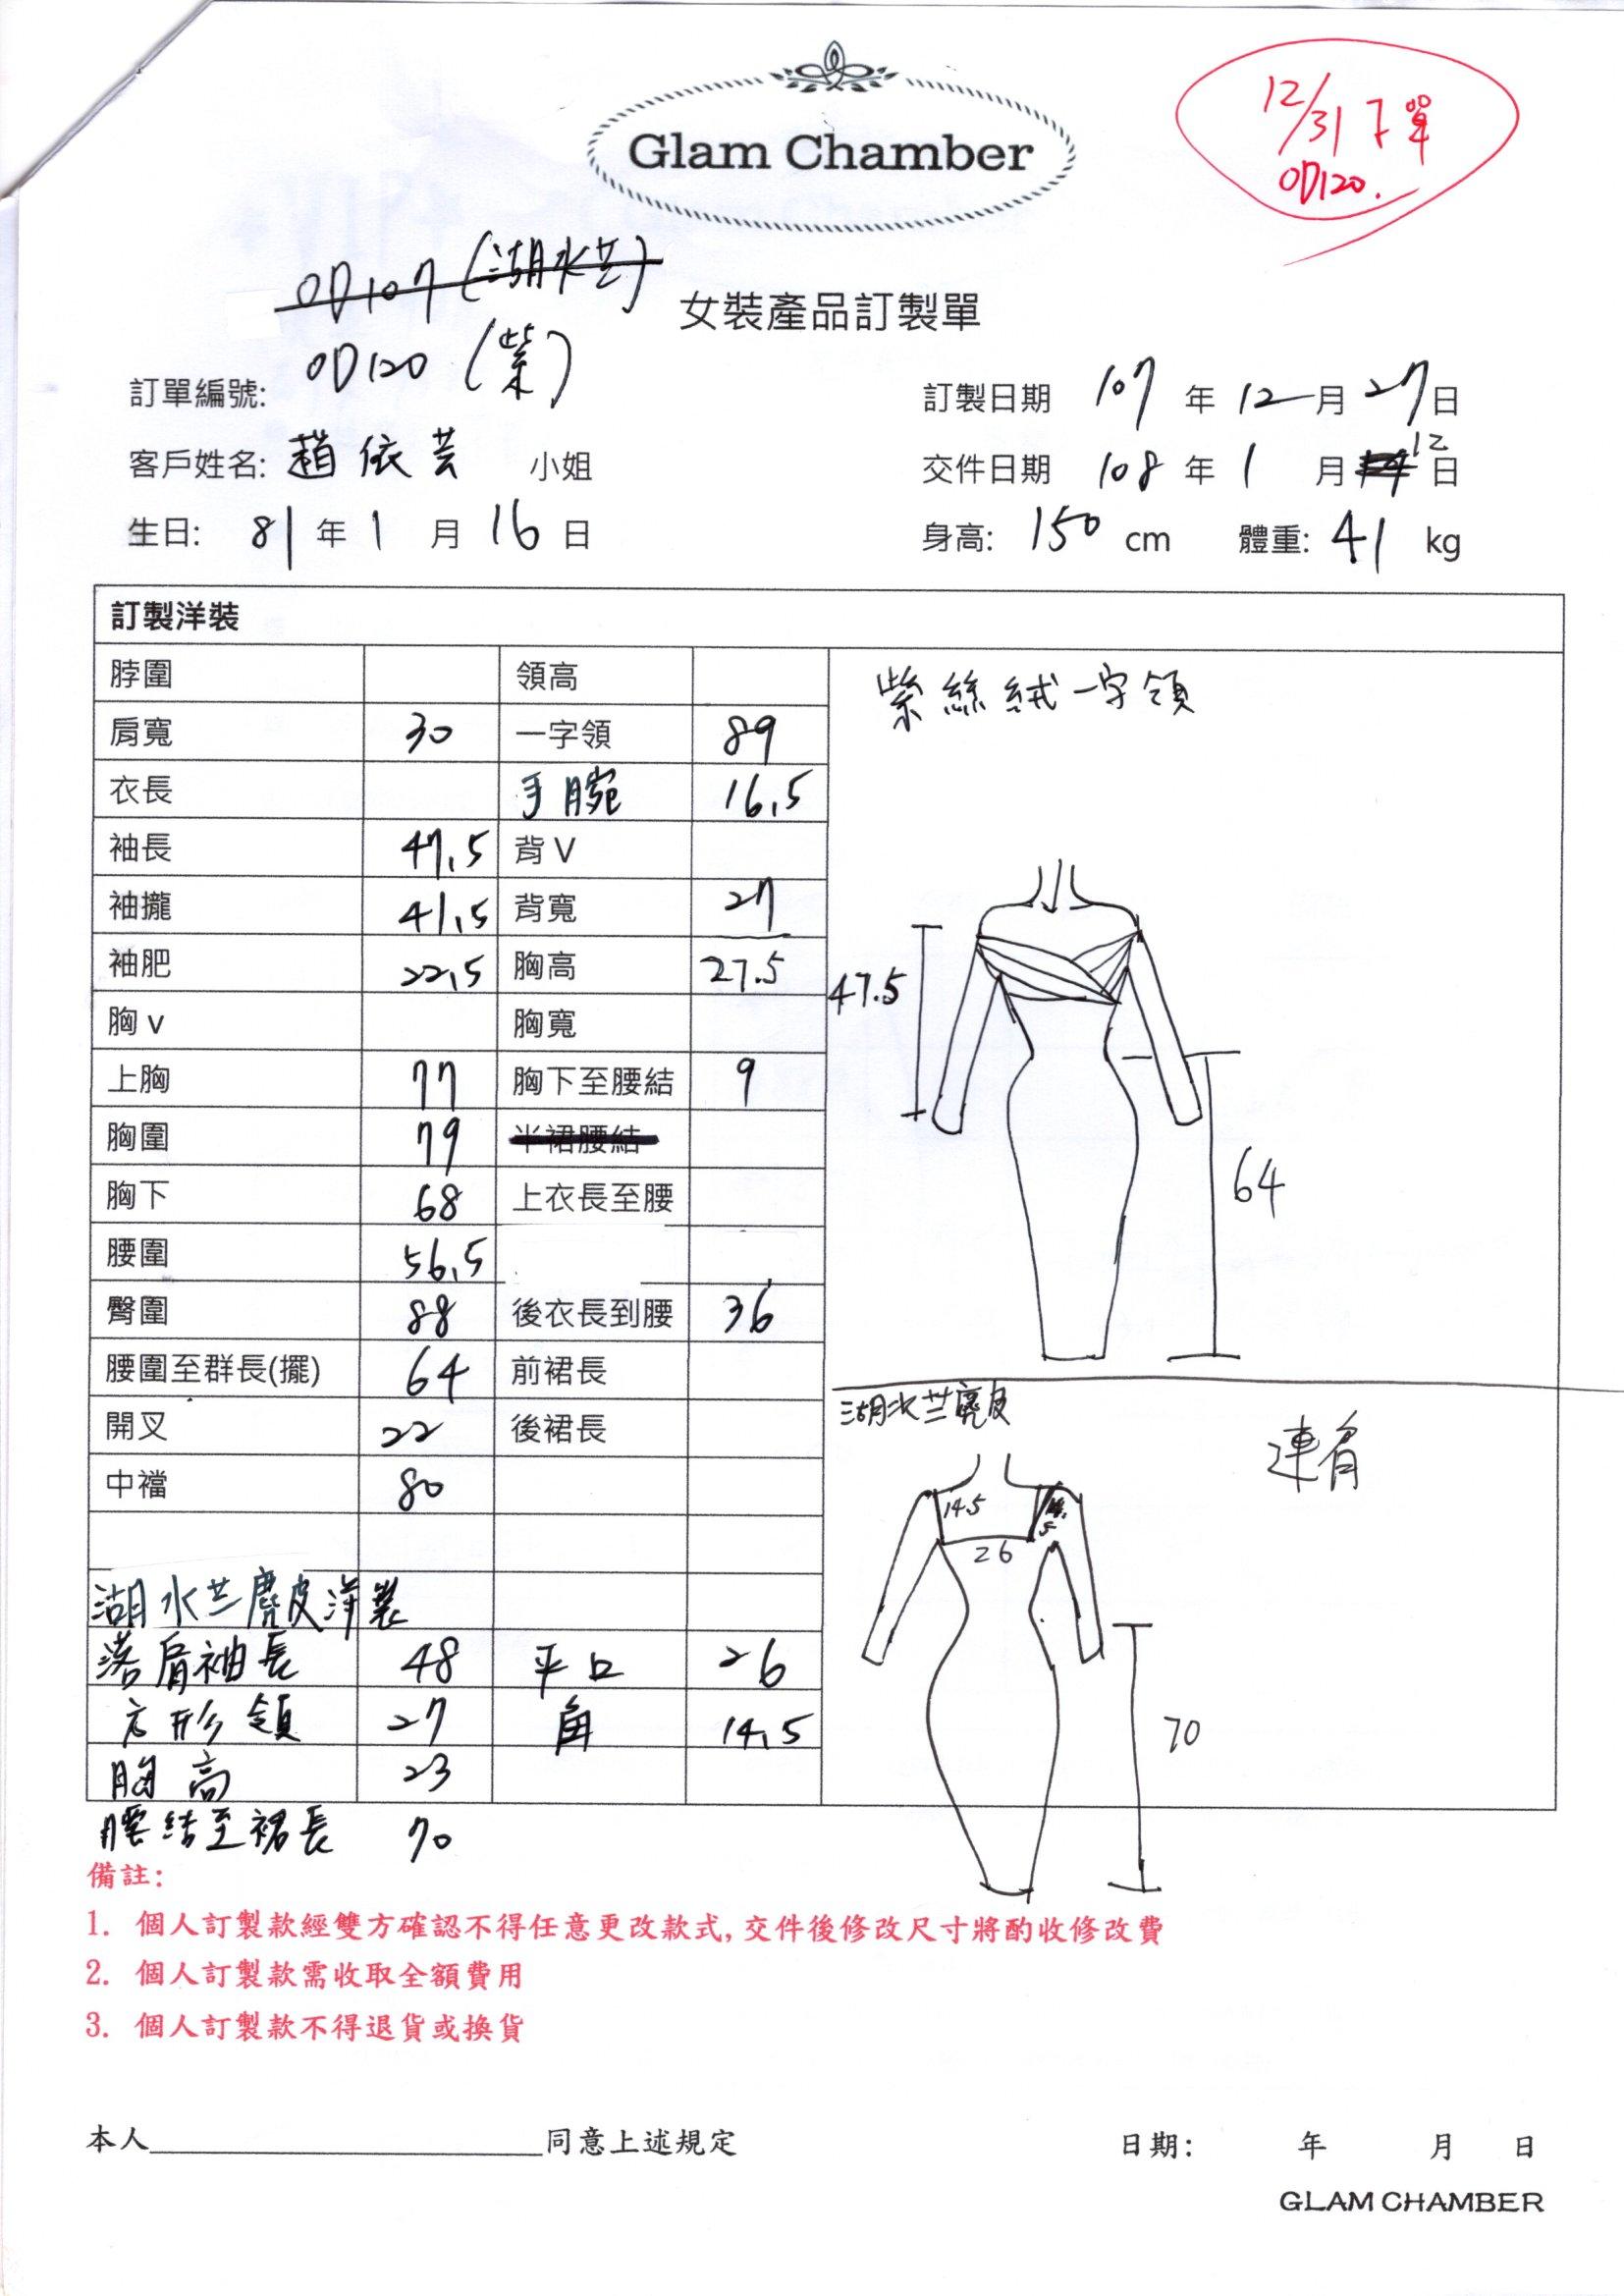 Glam Chamber
12/31下單
OD120.
OD107(湖水芸)
女裝產品訂製單
訂單編號: OD120 (紫)
訂製日期 107 年 12 月 27 日
客戶姓名: 趙依芸 小姐
交件日期 108 年 1 月 12 日
生日: 81 年 1 月 16 日
身高: 150 cm 體重: 41 kg
訂製洋裝
脖圍 領高
肩寬 30 一字領 89
衣長 手腕 16.5
袖長 47.5 背 V
袖攏 41.5 背寬 27
袖肥 22.5 胸高 27.5
胸 v 胸寬
上胸 77 胸下至腰結 9
胸圍 79 半裙腰結
胸下 68 上衣長至腰
腰圍 56.5
臀圍 88 後衣長到腰 36
腰圍至群長(擺) 64 前裙長
開叉 22 後裙長
中襠 80
湖水芸麂皮洋裝
落肩袖長 48 平口 26
方形領 27 角 14.5
胸高 23
腰結至裙長 70
紫絲絨一字領
47.5
64
湖水芸麂皮
連肩
14.5
14.5
26
70
備註:
1. 個人訂製款經雙方確認不得任意更改款式, 交件後修改尺寸將酌收修改費
2. 個人訂製款需收取全額費用
3. 個人訂製款不得退貨或換貨
本人____________同意上述規定
日期: 年 月 日
GLAM CHAMBER